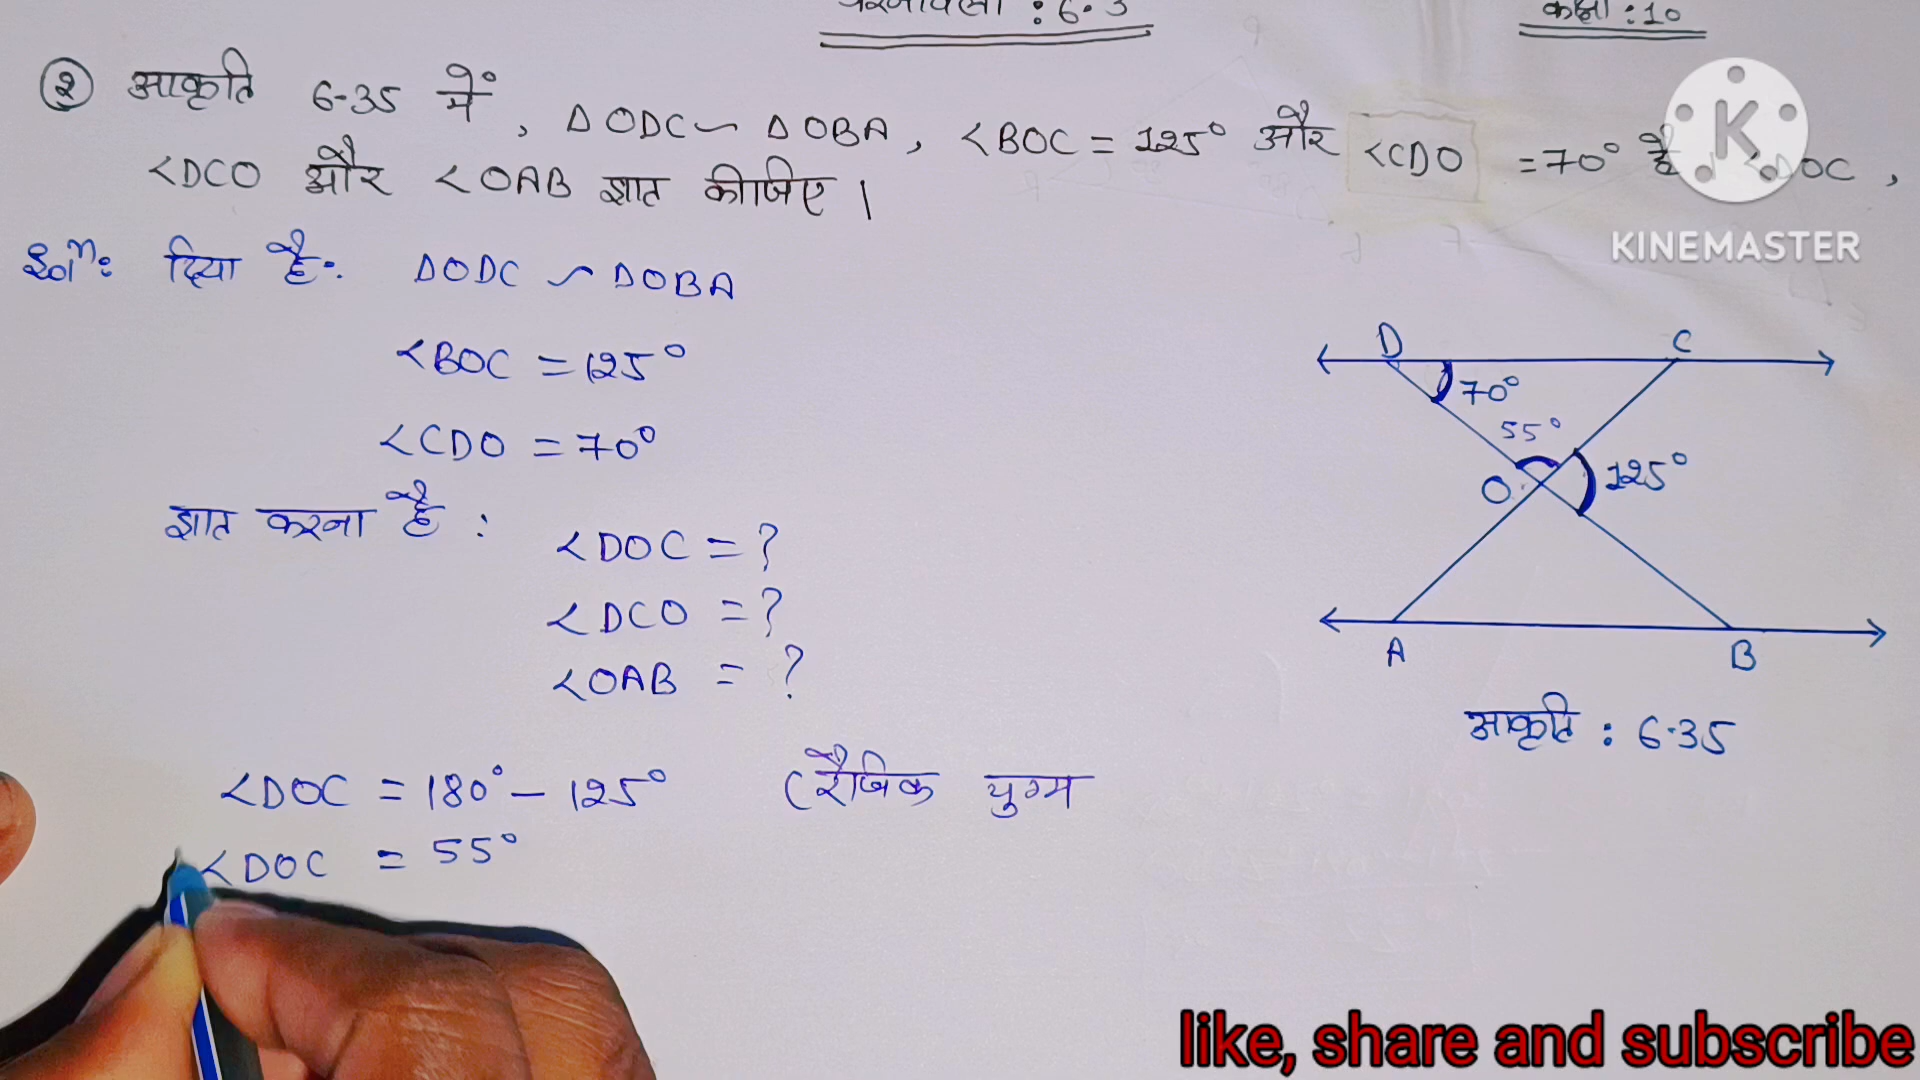 : 6.3
कक्षा : 10
② आकृति 6.35 में, ΔODC ~ ΔOBA, <BOC = 125° और <CDO = 70° है <DOC,
<DCO और <OAB ज्ञात कीजिए।
Solⁿ: दिया है:- ΔODC ~ ΔOBA
<BOC = 125°
<CDO = 70°
ज्ञात करना है :
<DOC = ?
<DCO = ?
<OAB = ?
<DOC = 180° - 125° (रैखिक युग्म
<DOC = 55°
D C
70°
55°
O 125°
A B
आकृति : 6.35
K
KINEMASTER
like, share and subscribe